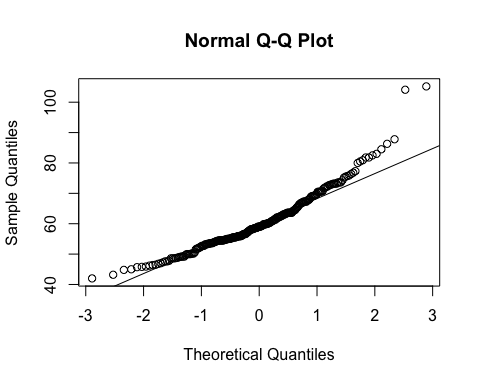 Normal Q-Q Plot
Sample Quantiles
100
80
60
40
-3 -2 -1 0 1 2 3
Theoretical Quantiles